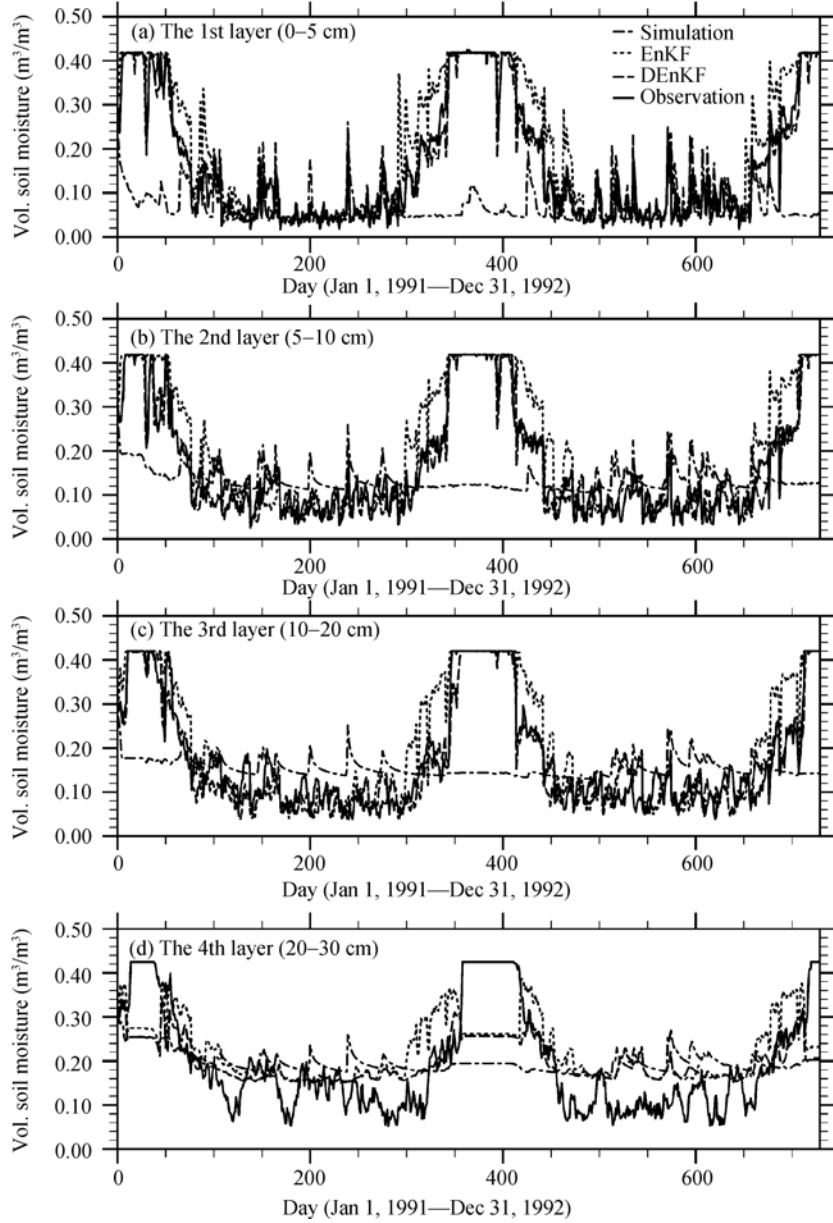 (a) The 1st layer (0–5 cm)
Simulation
EnKF
DEnKF
Observation
Vol. soil moisture (m³/m³)
0.50
0.40
0.30
0.20
0.10
0.00
0
200
400
600
Day (Jan 1, 1991—Dec 31, 1992)
(b) The 2nd layer (5–10 cm)
Vol. soil moisture (m³/m³)
0.50
0.40
0.30
0.20
0.10
0.00
0
200
400
600
Day (Jan 1, 1991—Dec 31, 1992)
(c) The 3rd layer (10–20 cm)
Vol. soil moisture (m³/m³)
0.50
0.40
0.30
0.20
0.10
0.00
0
200
400
600
Day (Jan 1, 1991—Dec 31, 1992)
(d) The 4th layer (20–30 cm)
Vol. soil moisture (m³/m³)
0.50
0.40
0.30
0.20
0.10
0.00
0
200
400
600
Day (Jan 1, 1991—Dec 31, 1992)